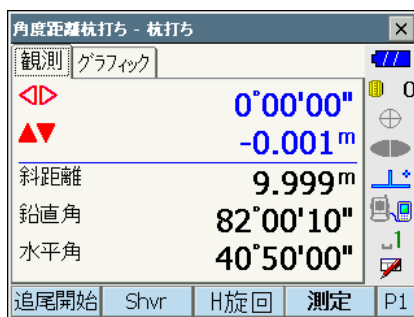 角度距離杭打ち - 杭打ち
観測 グラフィック
0°00'00" 0
-0.001 m
斜距離 9.999 m
鉛直角 82°00'10"
水平角 40°50'00" 1
追尾開始 Shvr H旋回 測定 P1